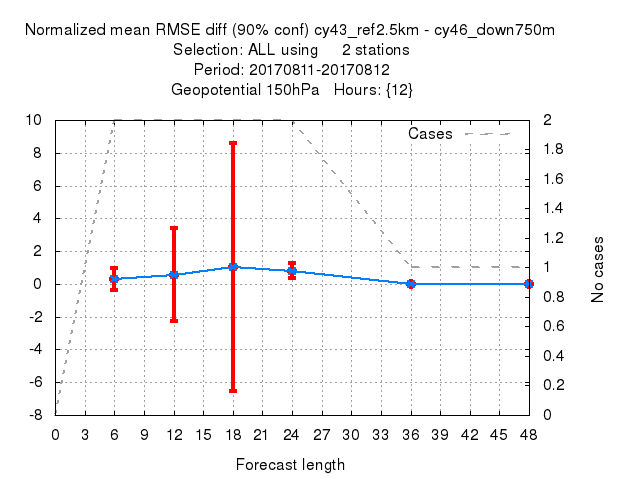 Normalized mean RMSE diff (90% conf) cy43_ref2.5km - cy46_down750m
Selection: ALL using 2 stations
Period: 20170811-20170812
Geopotential 150hPa Hours: {12}
Cases
10
8
6
4
2
0
-2
-4
-6
-8
2
1.8
1.6
1.4
1.2
1
0.8
0.6
0.4
0.2
0
No cases
0 3 6 9 12 15 18 21 24 27 30 33 36 39 42 45 48
Forecast length